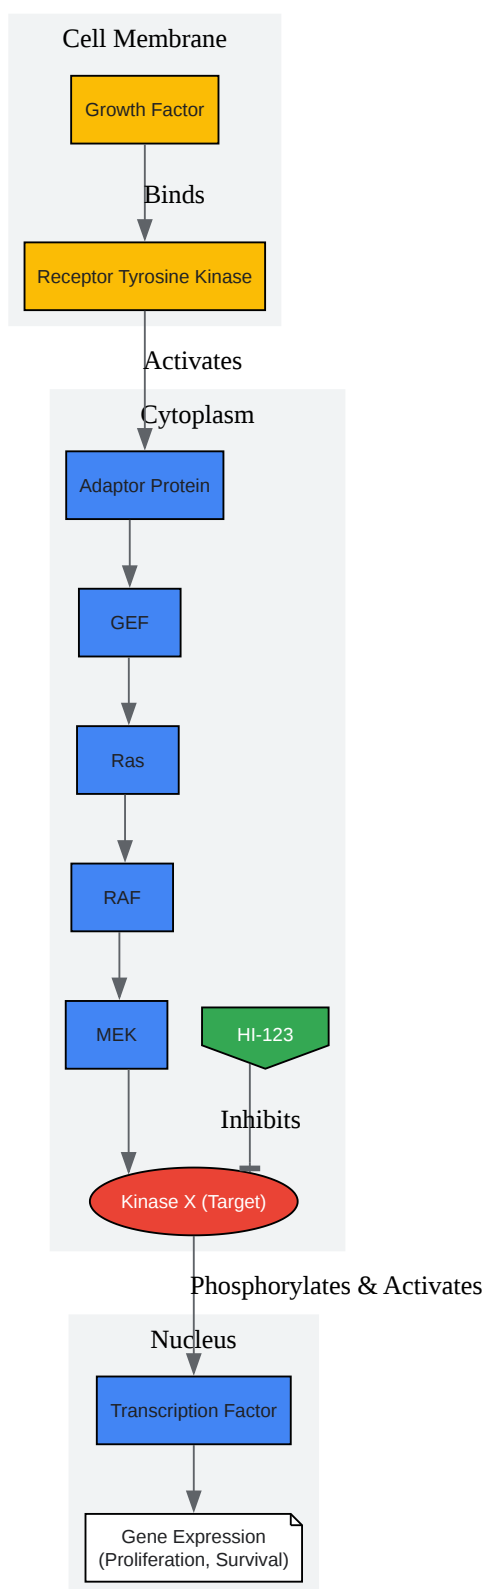 Cell Membrane
Growth Factor
Binds
Receptor Tyrosine Kinase
Activates
Cytoplasm
Adaptor Protein
GEF
Ras
RAF
MEK
HI-123
Inhibits
Kinase X (Target)
Phosphorylates & Activates
Nucleus
Transcription Factor
Gene Expression
(Proliferation, Survival)